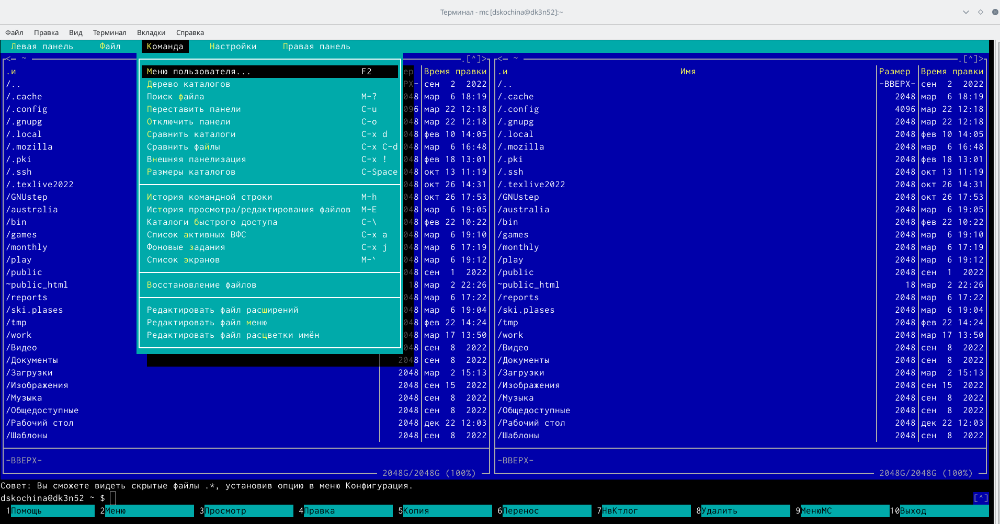 Терминал - mc [dskochina@dk3n52]:~
Файл Правка Вид Терминал Вкладки Справка
Левая панель Файл Команда Настройки Правая панель
<— ~ .[^]> <— ~ .[^]>
.и Меню пользователя... F2 ер Время правки .и Имя Размер Время правки
/.. Дерево каталогов РХ- сен 2 2022 /.. -ВВЕРХ- сен 2 2022
/.cache Поиск файла M-? 048 мар 6 18:19 /.cache 2048 мар 6 18:19
/.config Переставить панели C-u 096 мар 22 12:18 /.config 4096 мар 22 12:18
/.gnupg Отключить панели C-o 048 мар 22 12:18 /.gnupg 2048 мар 22 12:18
/.local Сравнить каталоги C-x d 048 фев 10 14:05 /.local 2048 фев 10 14:05
/.mozilla Сравнить файлы C-x C-d 048 мар 6 16:48 /.mozilla 2048 мар 6 16:48
/.pki Внешняя панелизация C-x ! 048 фев 18 13:01 /.pki 2048 фев 18 13:01
/.ssh Размеры каталогов C-Space 048 окт 13 11:19 /.ssh 2048 окт 13 11:19
/.texlive2022 048 окт 26 14:31 /.texlive2022 2048 окт 26 14:31
/GNUstep История командной строки M-h 048 окт 26 17:53 /GNUstep 2048 окт 26 17:53
/australia История просмотра/редактирования файлов M-E 048 мар 6 19:05 /australia 2048 мар 6 19:05
/bin Каталоги быстрого доступа C-\ 048 фев 22 10:22 /bin 2048 фев 22 10:22
/games Список активных ВФС C-x a 048 мар 6 19:10 /games 2048 мар 6 19:10
/monthly Фоновые задания C-x j 048 мар 6 17:19 /monthly 2048 мар 6 17:19
/play Список экранов M-` 048 мар 6 19:12 /play 2048 мар 6 19:12
/public 048 сен 1 2022 /public 2048 сен 1 2022
~public_html Восстановление файлов 18 мар 2 22:26 ~public_html 18 мар 2 22:26
/reports 048 мар 6 17:22 /reports 2048 мар 6 17:22
/ski.plases Редактировать файл расширений 048 мар 6 19:04 /ski.plases 2048 мар 6 19:04
/tmp Редактировать файл меню 048 фев 22 14:24 /tmp 2048 фев 22 14:24
/work Редактировать файл расцветки имён 048 мар 17 13:50 /work 2048 мар 17 13:50
/Видео 048 сен 8 2022 /Видео 2048 сен 8 2022
/Документы 2048 сен 8 2022 /Документы 2048 сен 8 2022
/Загрузки 2048 мар 2 15:13 /Загрузки 2048 мар 2 15:13
/Изображения 2048 сен 15 2022 /Изображения 2048 сен 15 2022
/Музыка 2048 сен 8 2022 /Музыка 2048 сен 8 2022
/Общедоступные 2048 сен 8 2022 /Общедоступные 2048 сен 8 2022
/Рабочий стол 2048 дек 22 12:03 /Рабочий стол 2048 дек 22 12:03
/Шаблоны 2048 сен 8 2022 /Шаблоны 2048 сен 8 2022
-ВВЕРХ- -ВВЕРХ-
2048G/2048G (100%) 2048G/2048G (100%)
Совет: Вы сможете видеть скрытые файлы .*, установив опцию в меню Конфигурация.
dskochina@dk3n52 ~ $ [^]
1Помощь 2Меню 3Просмотр 4Правка 5Копия 6Перенос 7НвКтлог 8Удалить 9МенюМС 10Выход